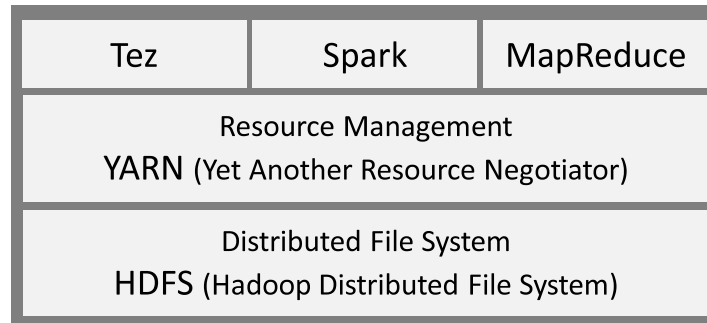 Tez
Spark
MapReduce
Resource Management
YARN (Yet Another Resource Negotiator)
Distributed File System
HDFS (Hadoop Distributed File System)